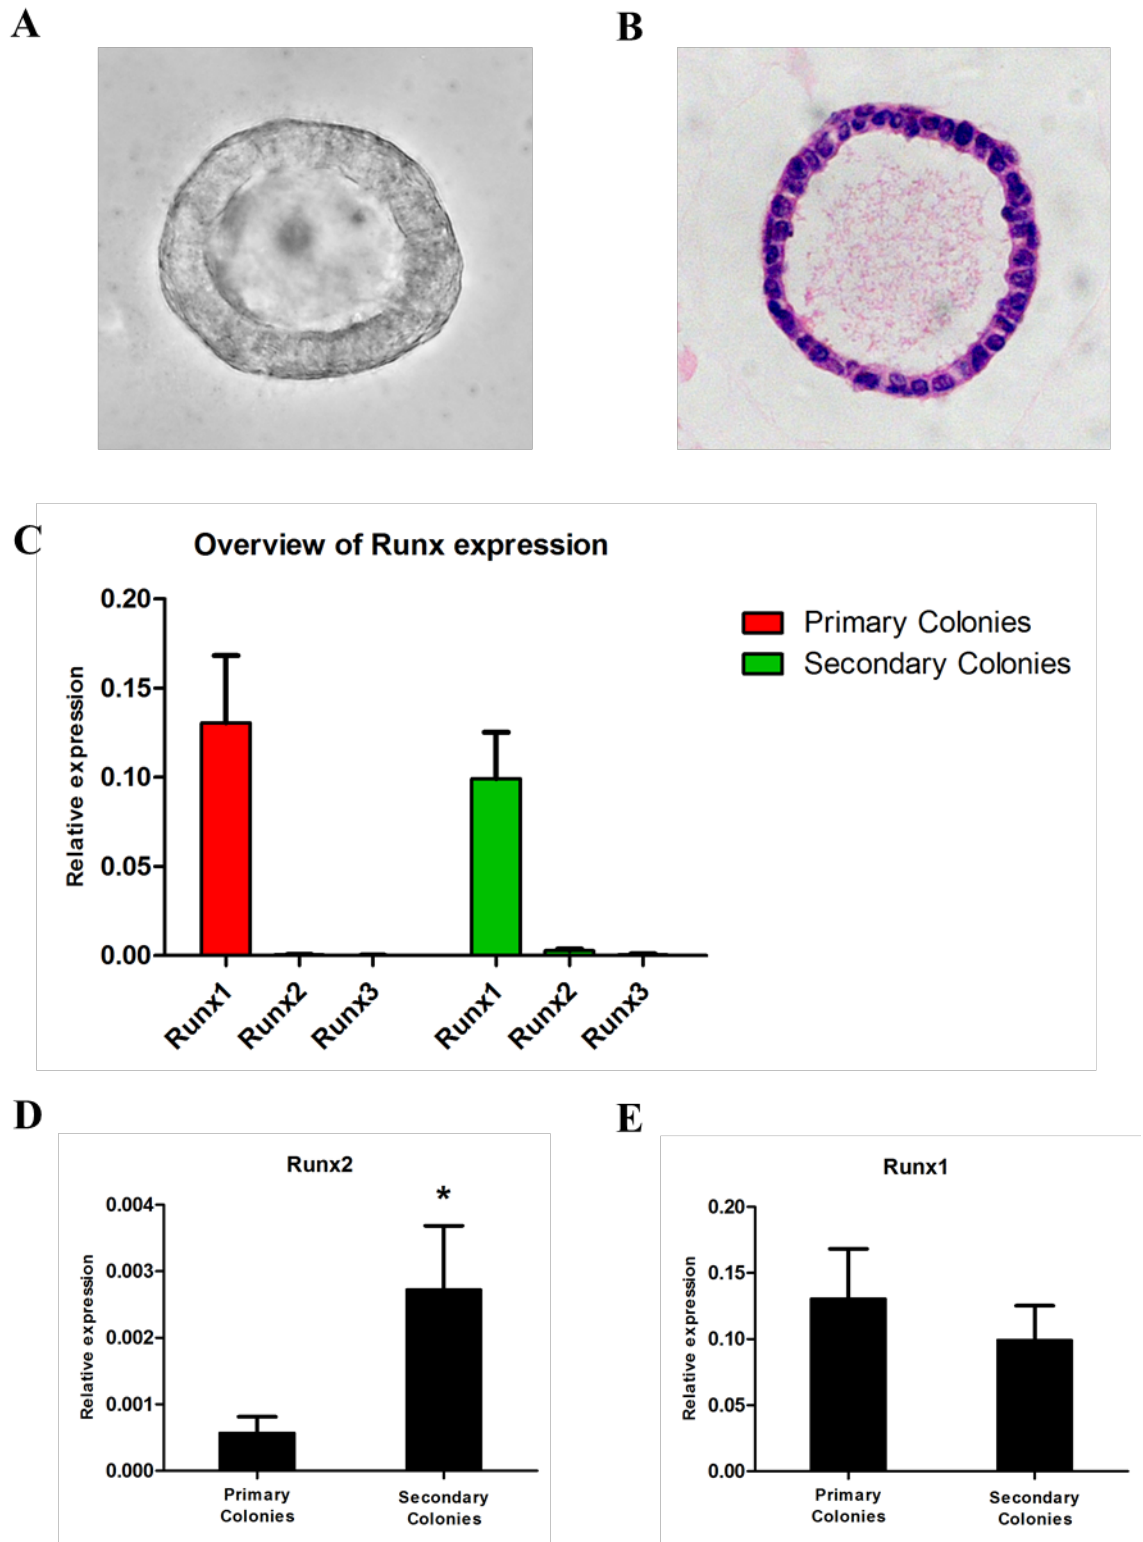 A
B
C
Overview of Runx expression
Relative expression
0.20
0.15
0.10
0.05
0.00
Runx1
Runx2
Runx3
Runx1
Runx2
Runx3
Primary Colonies
Secondary Colonies
D
Runx2
Relative expression
0.004
0.003
0.002
0.001
0.000
*
Primary
Colonies
Secondary
Colonies
E
Runx1
Relative expression
0.20
0.15
0.10
0.05
0.00
Primary
Colonies
Secondary
Colonies